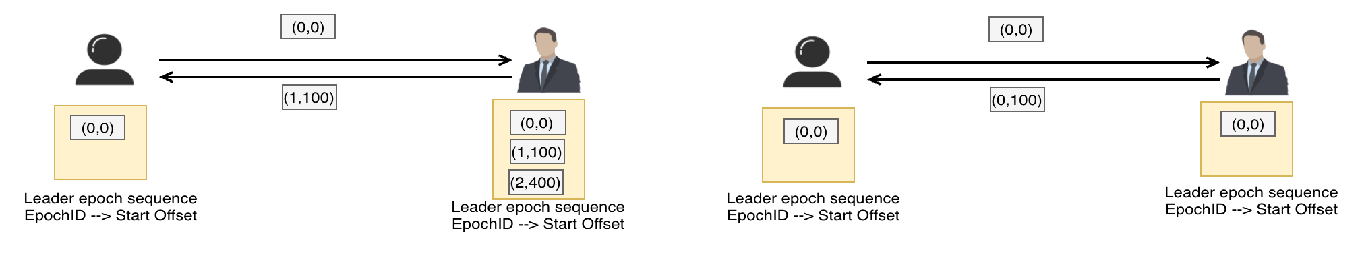 (0,0)
(1,100)
(0,0)
Leader epoch sequence
EpochID --> Start Offset
(0,0)
(1,100)
(2,400)
Leader epoch sequence
EpochID --> Start Offset
(0,0)
(0,100)
(0,0)
Leader epoch sequence
EpochID --> Start Offset
(0,0)
Leader epoch sequence
EpochID --> Start Offset